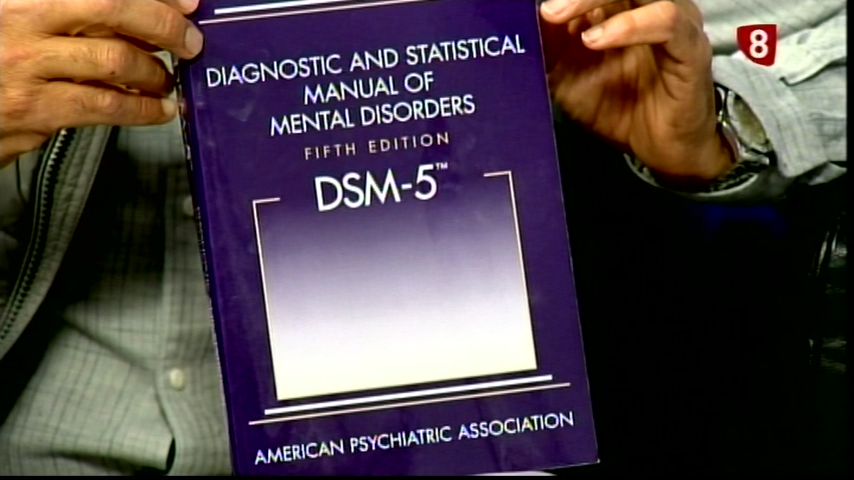 8
DIAGNOSTIC AND STATISTICAL
MANUAL OF
MENTAL DISORDERS
FIFTH EDITION
DSM-5™
AMERICAN PSYCHIATRIC ASSOCIATION